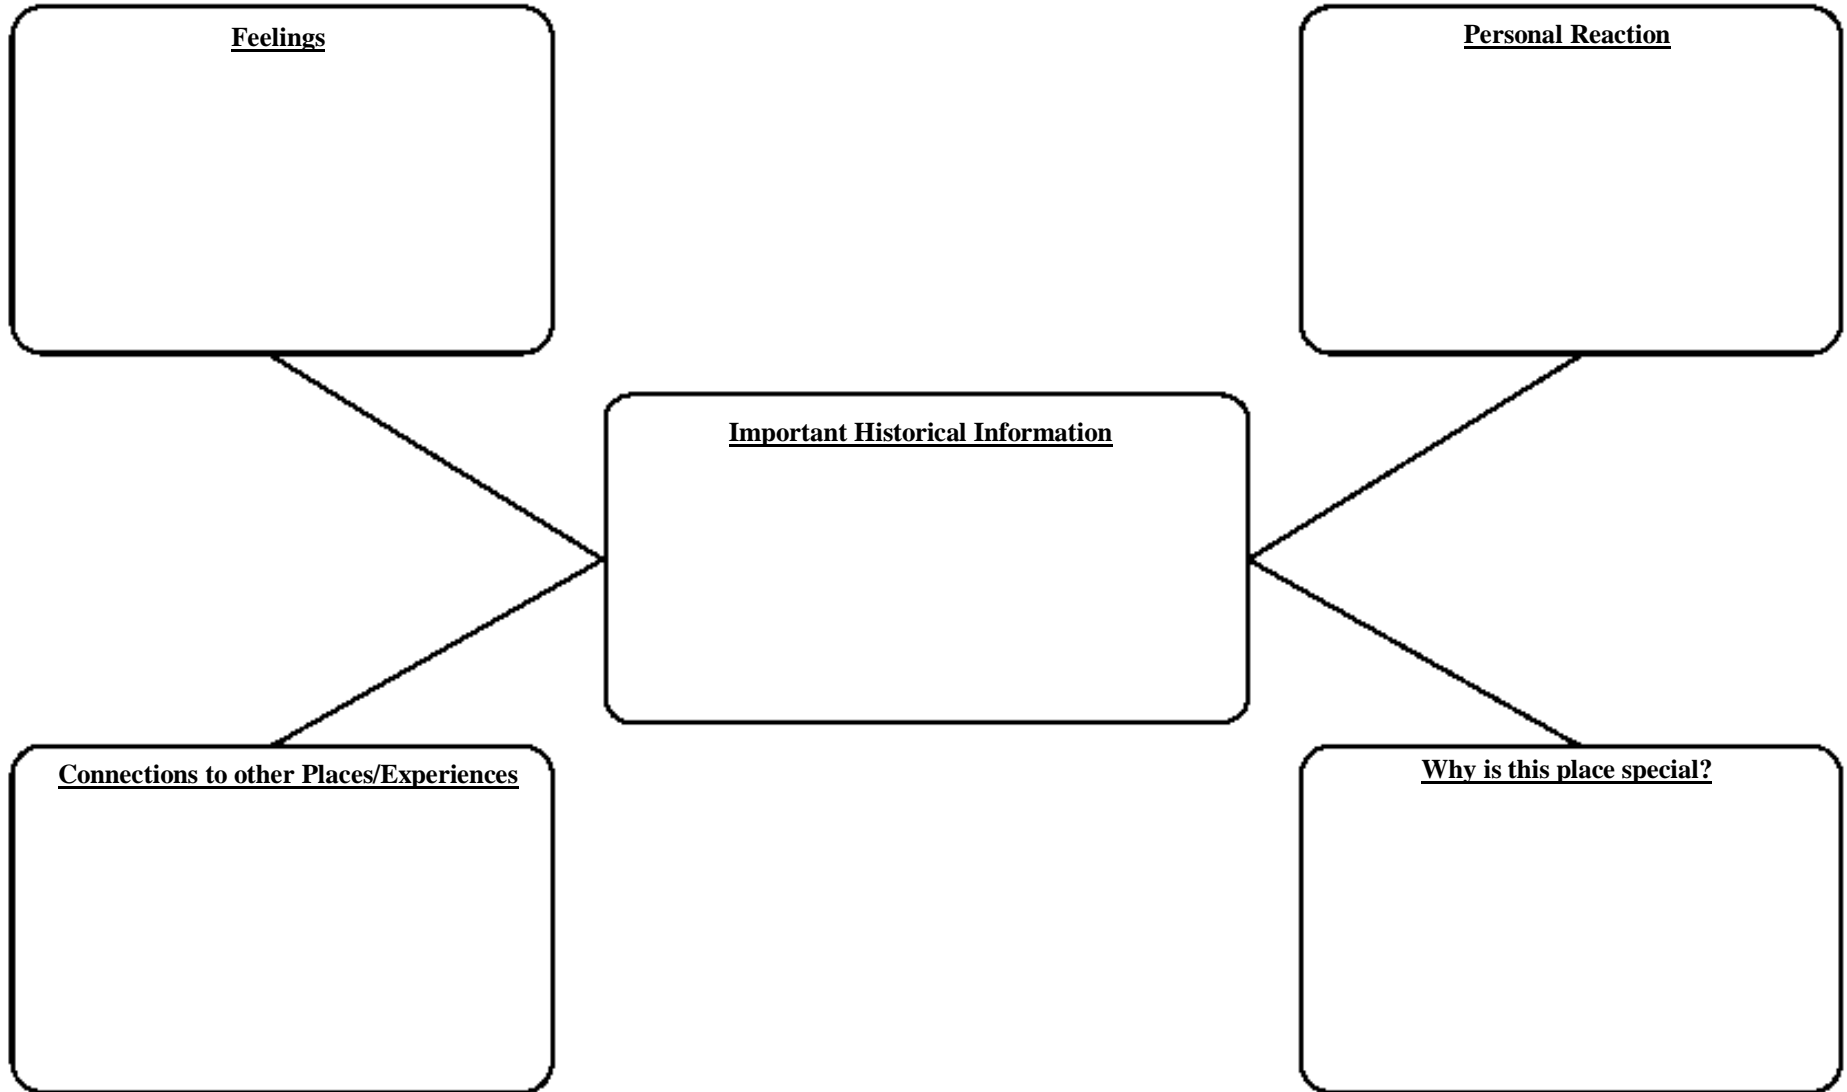 Feelings
Personal Reaction
Important Historical Information
Connections to other Places/Experiences
Why is this place special?